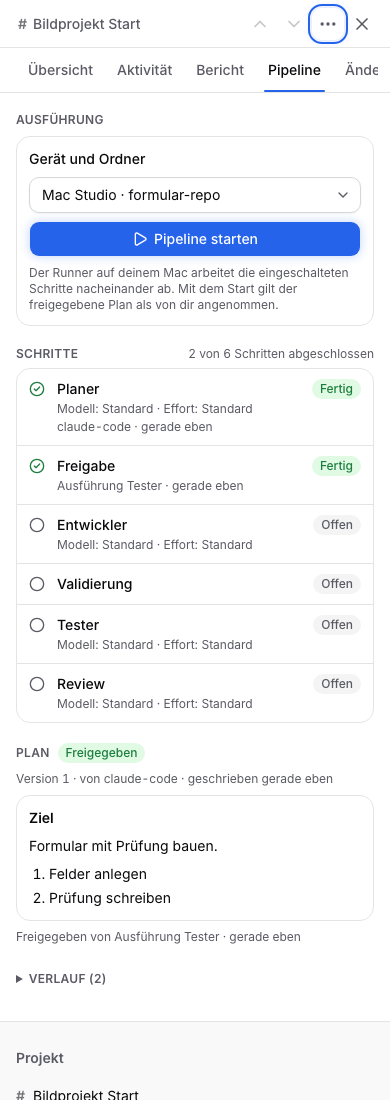 # Bildprojekt Start
Übersicht Aktivität Bericht Pipeline Ände
AUSFÜHRUNG
Gerät und Ordner
Mac Studio · formular-repo
Pipeline starten
Der Runner auf deinem Mac arbeitet die eingeschalteten
Schritte nacheinander ab. Mit dem Start gilt der
freigegebene Plan als von dir angenommen.
SCHRITTE 2 von 6 Schritten abgeschlossen
Planer Fertig
Modell: Standard · Effort: Standard
claude-code · gerade eben
Freigabe Fertig
Ausführung Tester · gerade eben
Entwickler Offen
Modell: Standard · Effort: Standard
Validierung Offen
Tester Offen
Modell: Standard · Effort: Standard
Review Offen
Modell: Standard · Effort: Standard
PLAN Freigegeben
Version 1 · von claude-code · geschrieben gerade eben
Ziel
Formular mit Prüfung bauen.
1. Felder anlegen
2. Prüfung schreiben
Freigegeben von Ausführung Tester · gerade eben
VERLAUF (2)
Projekt
# Bildprojekt Start